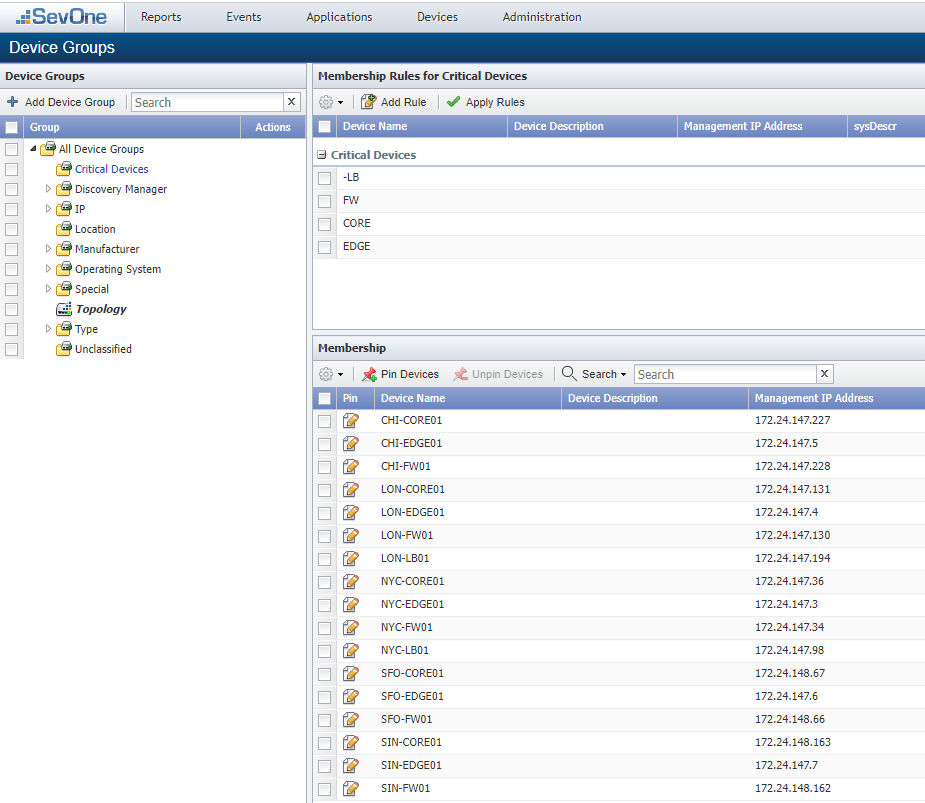 SevOne Reports Events Applications Devices Administration
Device Groups
Device Groups
Add Device Group Search X
Group Actions
All Device Groups
Critical Devices
Discovery Manager
IP
Location
Manufacturer
Operating System
Special
Topology
Type
Unclassified
Membership Rules for Critical Devices
Add Rule Apply Rules
Device Name Device Description Management IP Address sysDescr
Critical Devices
-LB
FW
CORE
EDGE
Membership
Pin Devices Unpin Devices Search Search X
Pin Device Name Device Description Management IP Address
CHI-CORE01 172.24.147.227
CHI-EDGE01 172.24.147.5
CHI-FW01 172.24.147.228
LON-CORE01 172.24.147.131
LON-EDGE01 172.24.147.4
LON-FW01 172.24.147.130
LON-LB01 172.24.147.194
NYC-CORE01 172.24.147.36
NYC-EDGE01 172.24.147.3
NYC-FW01 172.24.147.34
NYC-LB01 172.24.147.98
SFO-CORE01 172.24.148.67
SFO-EDGE01 172.24.147.6
SFO-FW01 172.24.148.66
SIN-CORE01 172.24.148.163
SIN-EDGE01 172.24.147.7
SIN-FW01 172.24.148.162